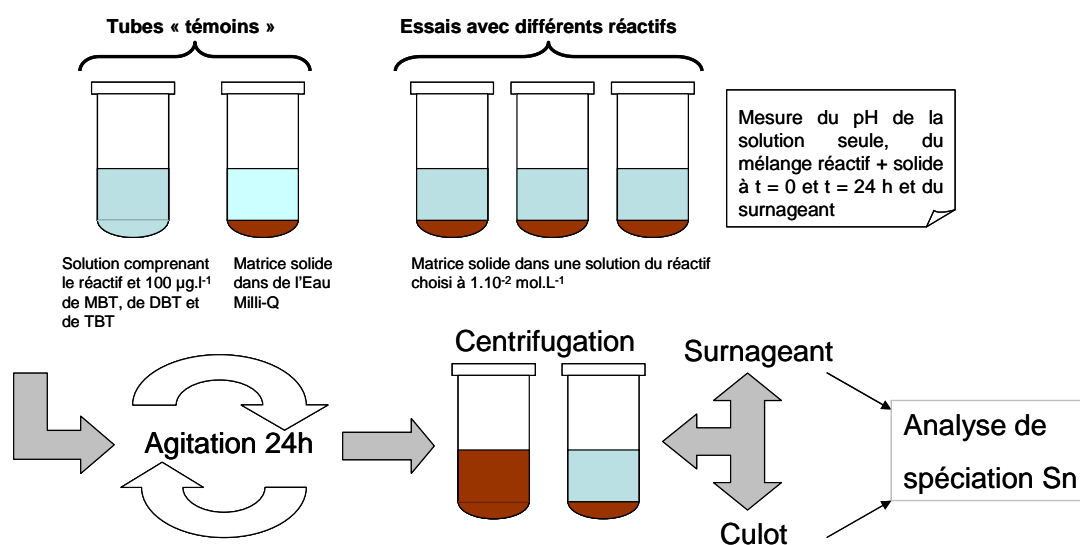 Tubes « témoins »
Essais avec différents réactifs
Mesure du pH de la
solution seule, du
mélange réactif + solide
à t = 0 et t = 24 h et du
surnageant
Solution comprenant
le réactif et 100 µg.l-1
de MBT, de DBT et
de TBT
Matrice solide
dans de l'Eau
Milli-Q
Matrice solide dans une solution du réactif
choisi à 1.10-2 mol.L-1
Agitation 24h
Centrifugation
Surnageant
Culot
Analyse de
spéciation Sn